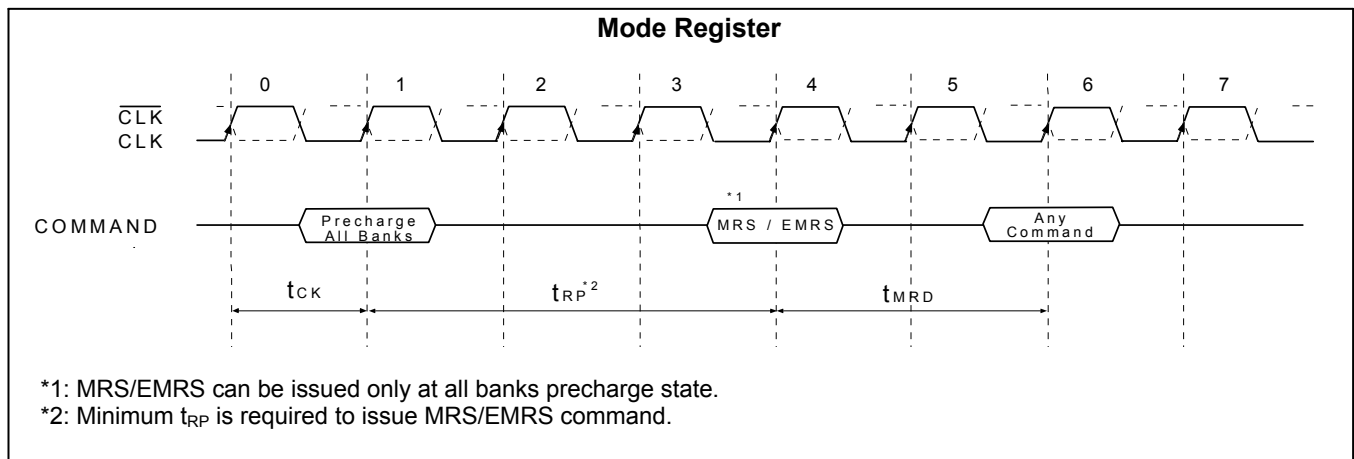 Mode Register
0 1 2 3 4 5 6 7
CLK
CLK
*1
COMMAND
Precharge
All Banks
MRS / EMRS
Any
Command
tCK
tRP*2
tMRD
*1: MRS/EMRS can be issued only at all banks precharge state.
*2: Minimum tRP is required to issue MRS/EMRS command.